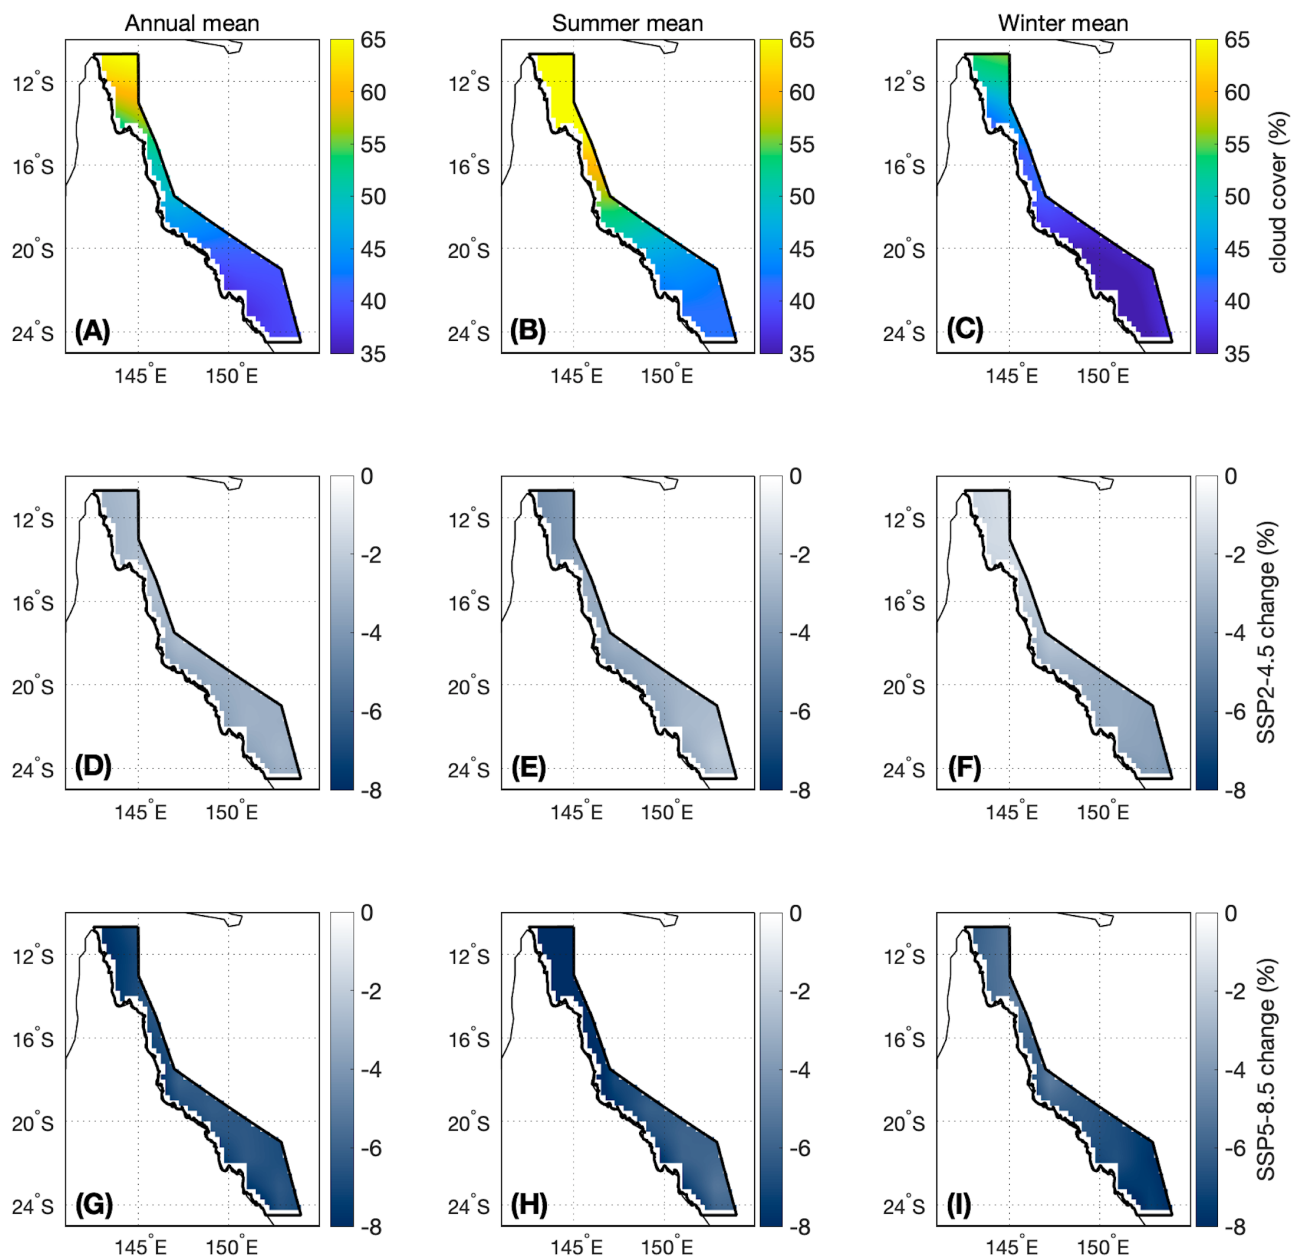 Annual mean
Summer mean
Winter mean
12°S
16°S
20°S
24°S
145°E
150°E
(A)
65
60
55
50
45
40
35
12°S
16°S
20°S
24°S
145°E
150°E
(B)
65
60
55
50
45
40
35
12°S
16°S
20°S
24°S
145°E
150°E
(C)
65
60
55
50
45
40
35
cloud cover (%)
12°S
16°S
20°S
24°S
145°E
150°E
(D)
0
-2
-4
-6
-8
12°S
16°S
20°S
24°S
145°E
150°E
(E)
0
-2
-4
-6
-8
12°S
16°S
20°S
24°S
145°E
150°E
(F)
0
-2
-4
-6
-8
SSP2-4.5 change (%)
12°S
16°S
20°S
24°S
145°E
150°E
(G)
0
-2
-4
-6
-8
12°S
16°S
20°S
24°S
145°E
150°E
(H)
0
-2
-4
-6
-8
12°S
16°S
20°S
24°S
145°E
150°E
(I)
0
-2
-4
-6
-8
SSP5-8.5 change (%)